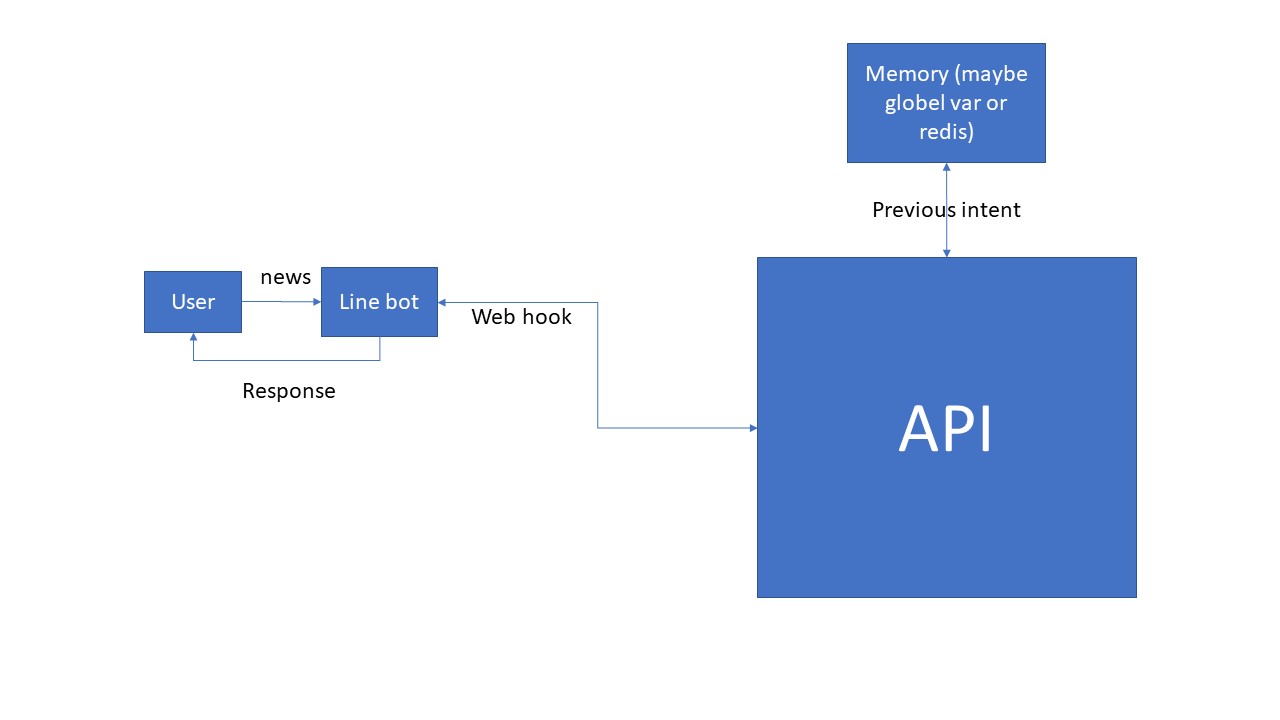 Memory (maybe
globel var or
redis)
Previous intent
news
User
Line bot
Web hook
Response
API